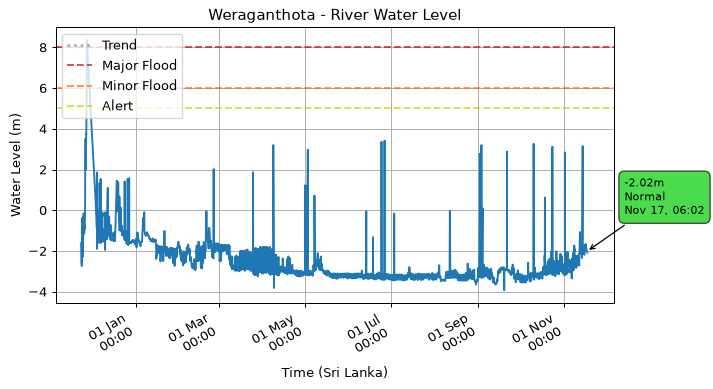 Weraganthota - River Water Level
Trend
Major Flood
Minor Flood
Alert
Water Level (m)
8
6
4
2
0
−2
−4
-2.02m
Normal
Nov 17, 06:02
01 Jan
00:00
01 Mar
00:00
01 May
00:00
01 Jul
00:00
01 Sep
00:00
01 Nov
00:00
Time (Sri Lanka)